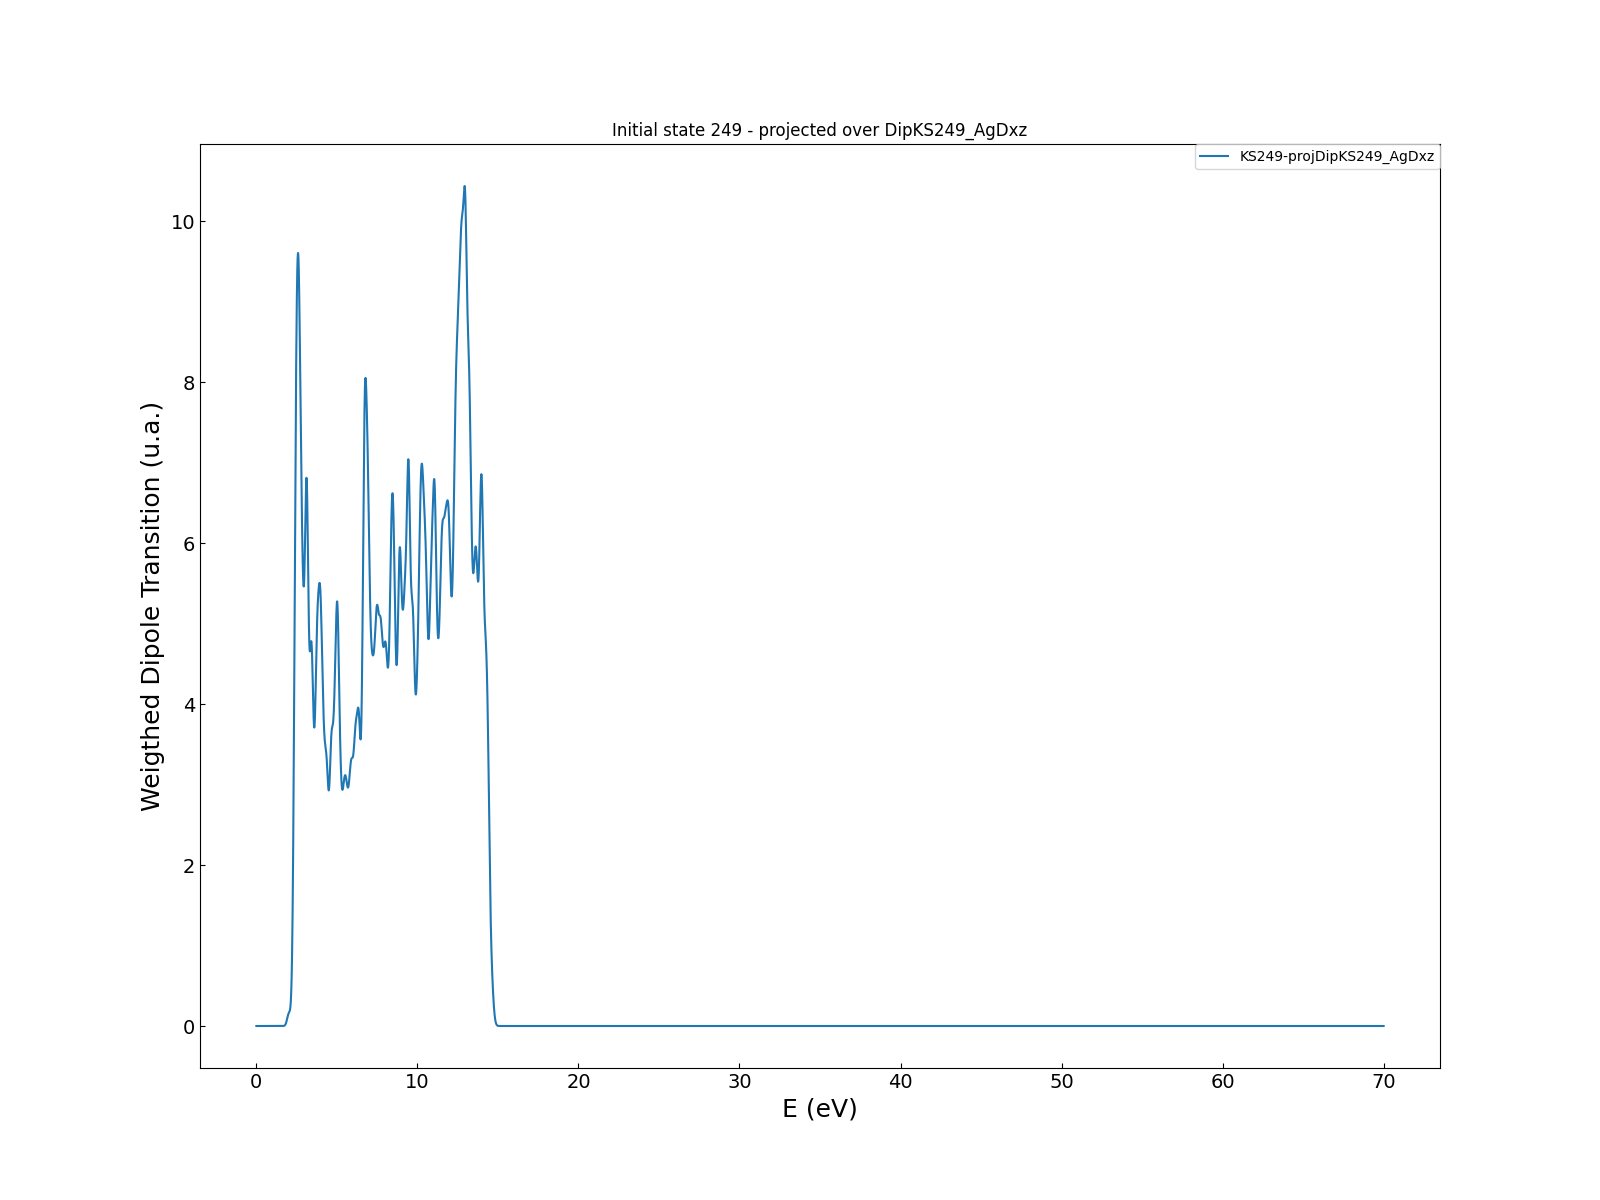 Initial state 249 - projected over DipKS249_AgDxz
KS249-projDipKS249_AgDxz
Weigthed Dipole Transition (u.a.)
10
8
6
4
2
0
0 10 20 30 40 50 60 70
E (eV)